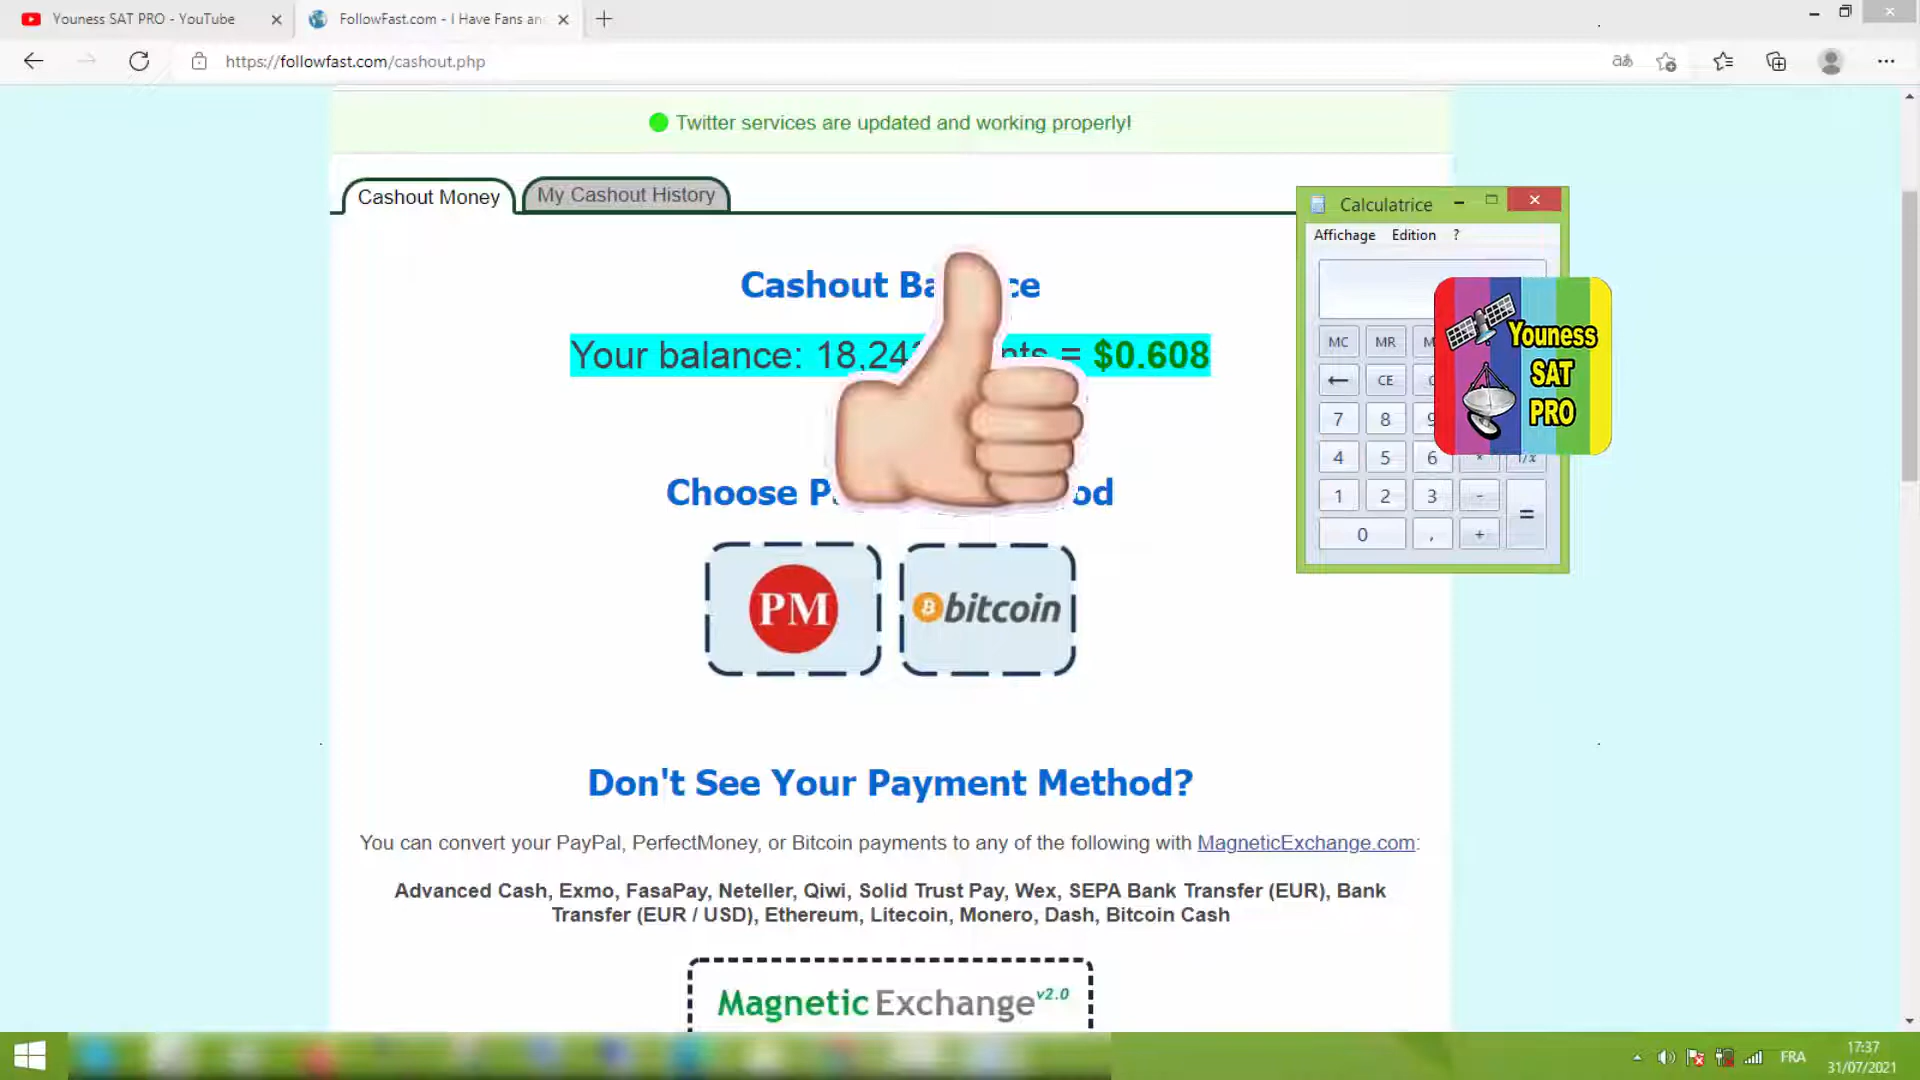 Youness SAT PRO - YouTube
FollowFast.com - I Have Fans an
https://followfast.com/cashout.php
Twitter services are updated and working properly!
Cashout Money
My Cashout History
Cashout
Your balance: =  $0.608
Choose
PM
bitcoin
Don't See Your Payment Method?
You can convert your PayPal, PerfectMoney, or Bitcoin payments to any of the following with MagneticExchange.com:
Advanced Cash, Exmo, FasaPay, Neteller, Qiwi, Solid Trust Pay, Wex, SEPA Bank Transfer (EUR), Bank
Transfer (EUR / USD), Ethereum, Litecoin, Monero, Dash, Bitcoin Cash
Magnetic Exchange v2.0
Calculatrice
Affichage Edition ?
MC MR
← CE
7 8
4 5 6
1 2 3 -
=
0 , +
Youness
SAT
PRO
FRA
17:37
31/07/2021